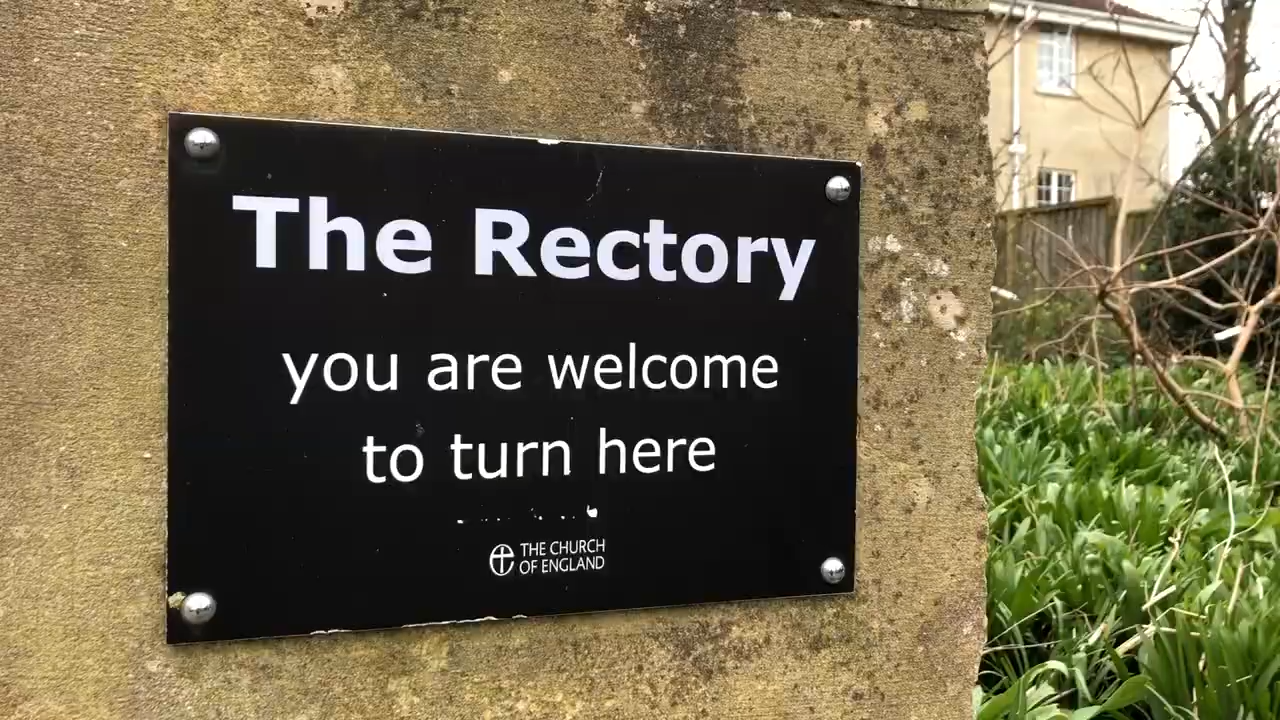 The Rectory
you are welcome
to turn here
THE CHURCH
OF ENGLAND